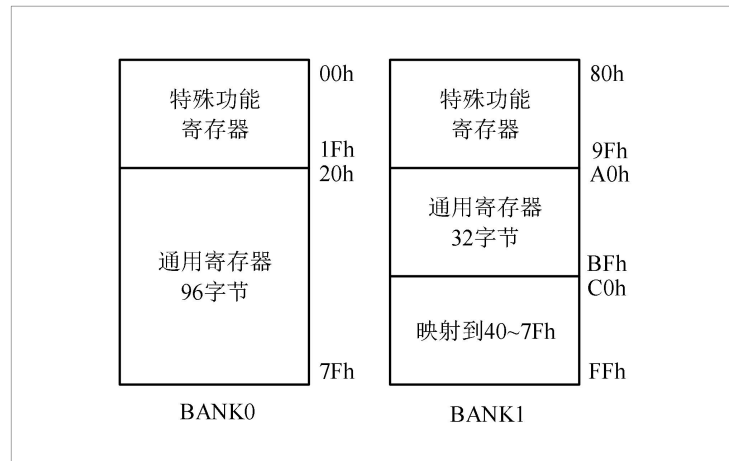 00h
特殊功能
寄存器
1Fh
20h
通用寄存器
96字节
7Fh
BANK0
80h
特殊功能
寄存器
9Fh
A0h
通用寄存器
32字节
BFh
C0h
映射到40~7Fh
FFh
BANK1